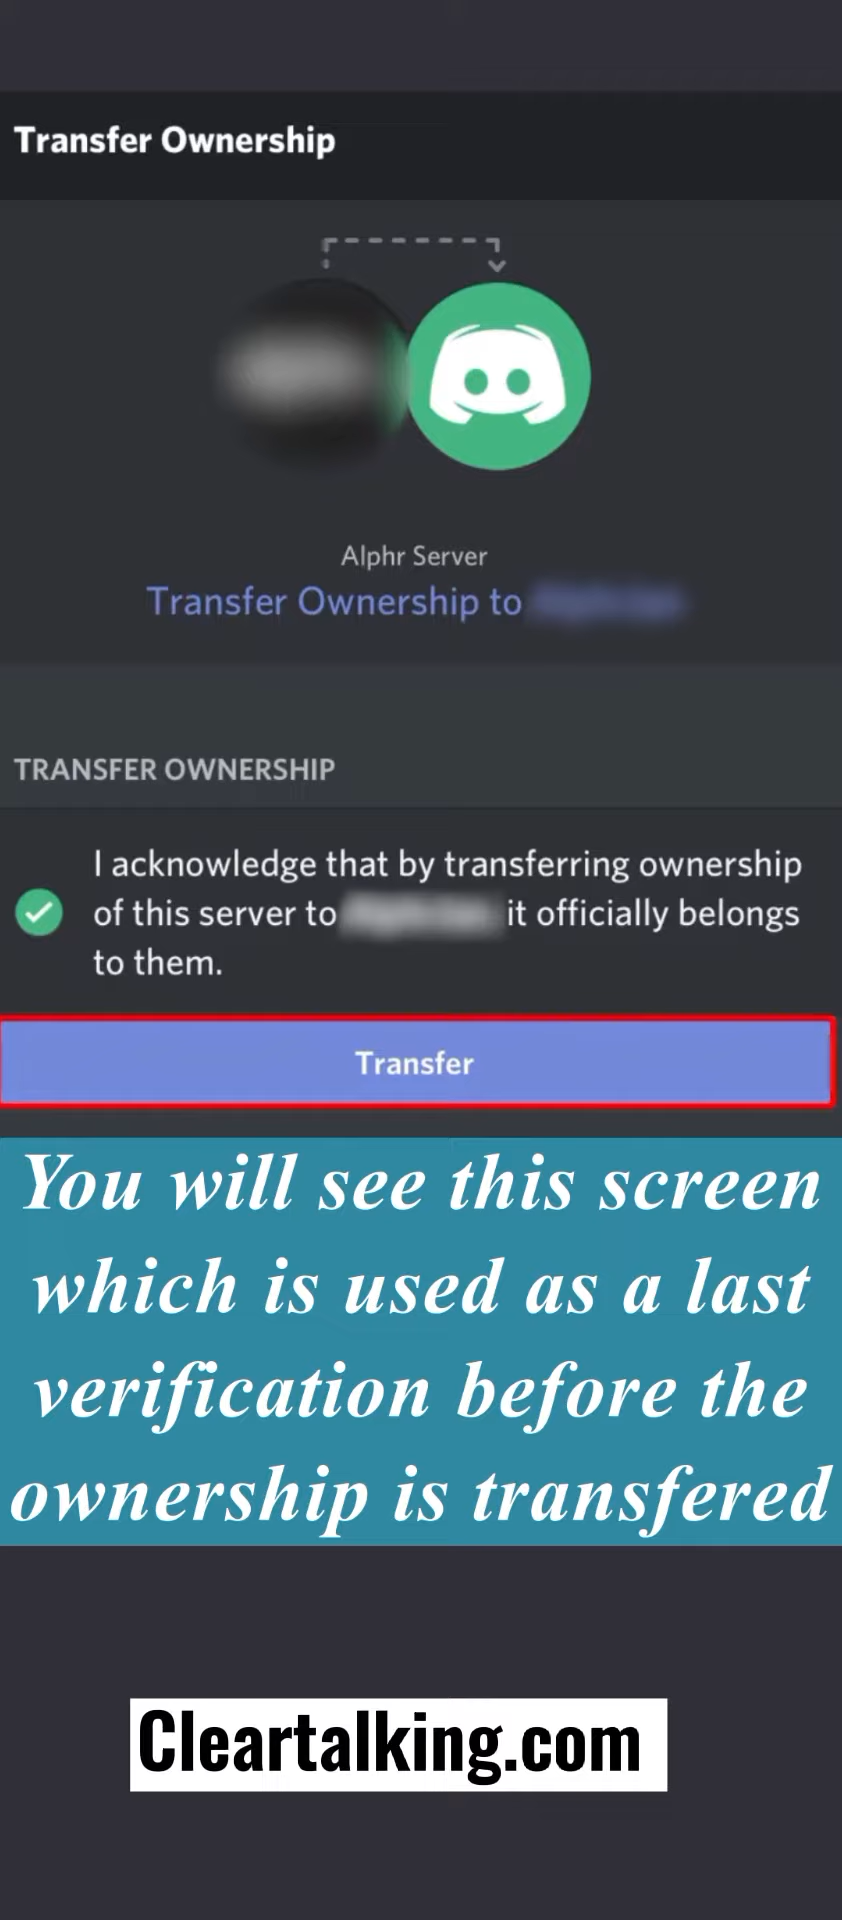 Transfer Ownership
Alphr Server
Transfer Ownership to
TRANSFER OWNERSHIP
I acknowledge that by transferring ownership
of this server to it officially belongs
to them.
Transfer
You will see this screen
which is used as a last
verification before the
ownership is transfered
Cleartalking.com